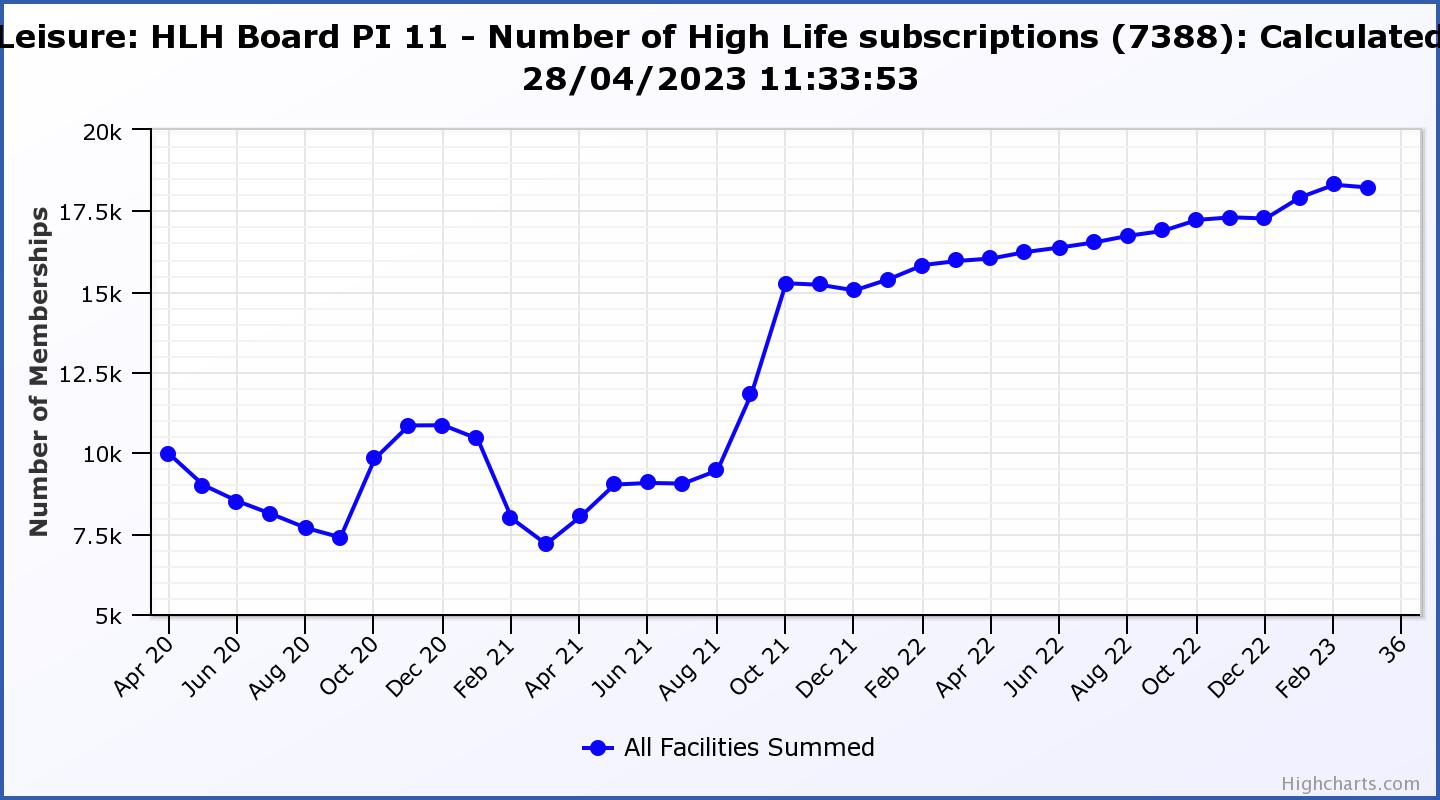 Leisure: HLH Board PI 11 - Number of High Life subscriptions (7388): Calculated
28/04/2023 11:33:53
Number of Memberships
20k
17.5k
15k
12.5k
10k
7.5k
5k
Apr 20
Jun 20
Aug 20
Oct 20
Dec 20
Feb 21
Apr 21
Jun 21
Aug 21
Oct 21
Dec 21
Feb 22
Apr 22
Jun 22
Aug 22
Oct 22
Dec 22
Feb 23
36
All Facilities Summed
Highcharts.com